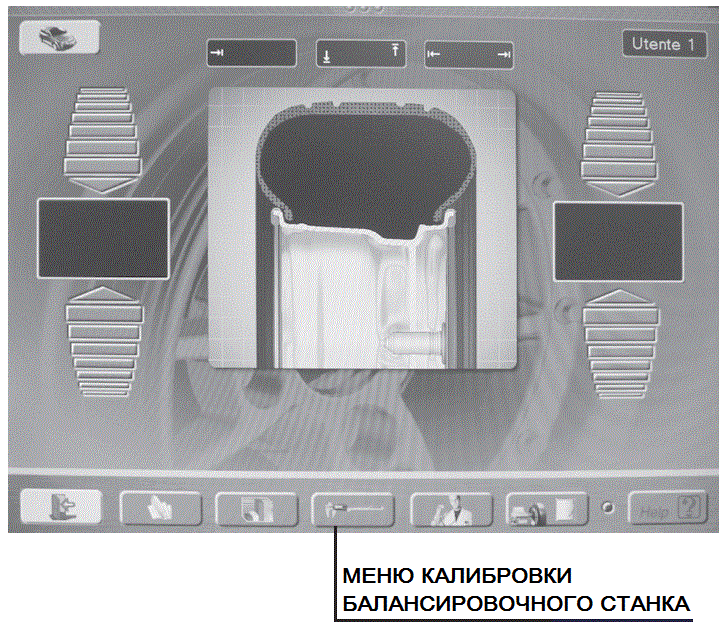 Utente 1
Help ?
МЕНЮ КАЛИБРОВКИ
БАЛАНСИРОВОЧНОГО СТАНКА